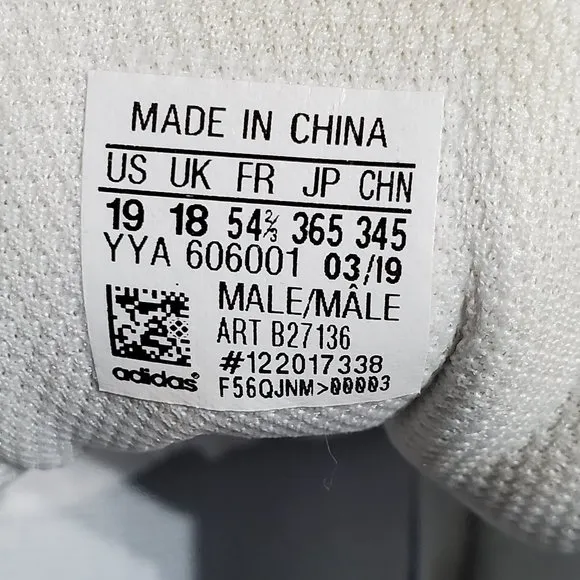 MADE IN CHINA
US UK FR JP CHN
19 18 54⅔ 365 345
YYA 606001 03/19
MALE/MÂLE
ART B27136
#122017338
adidas® F56QJNM>00003